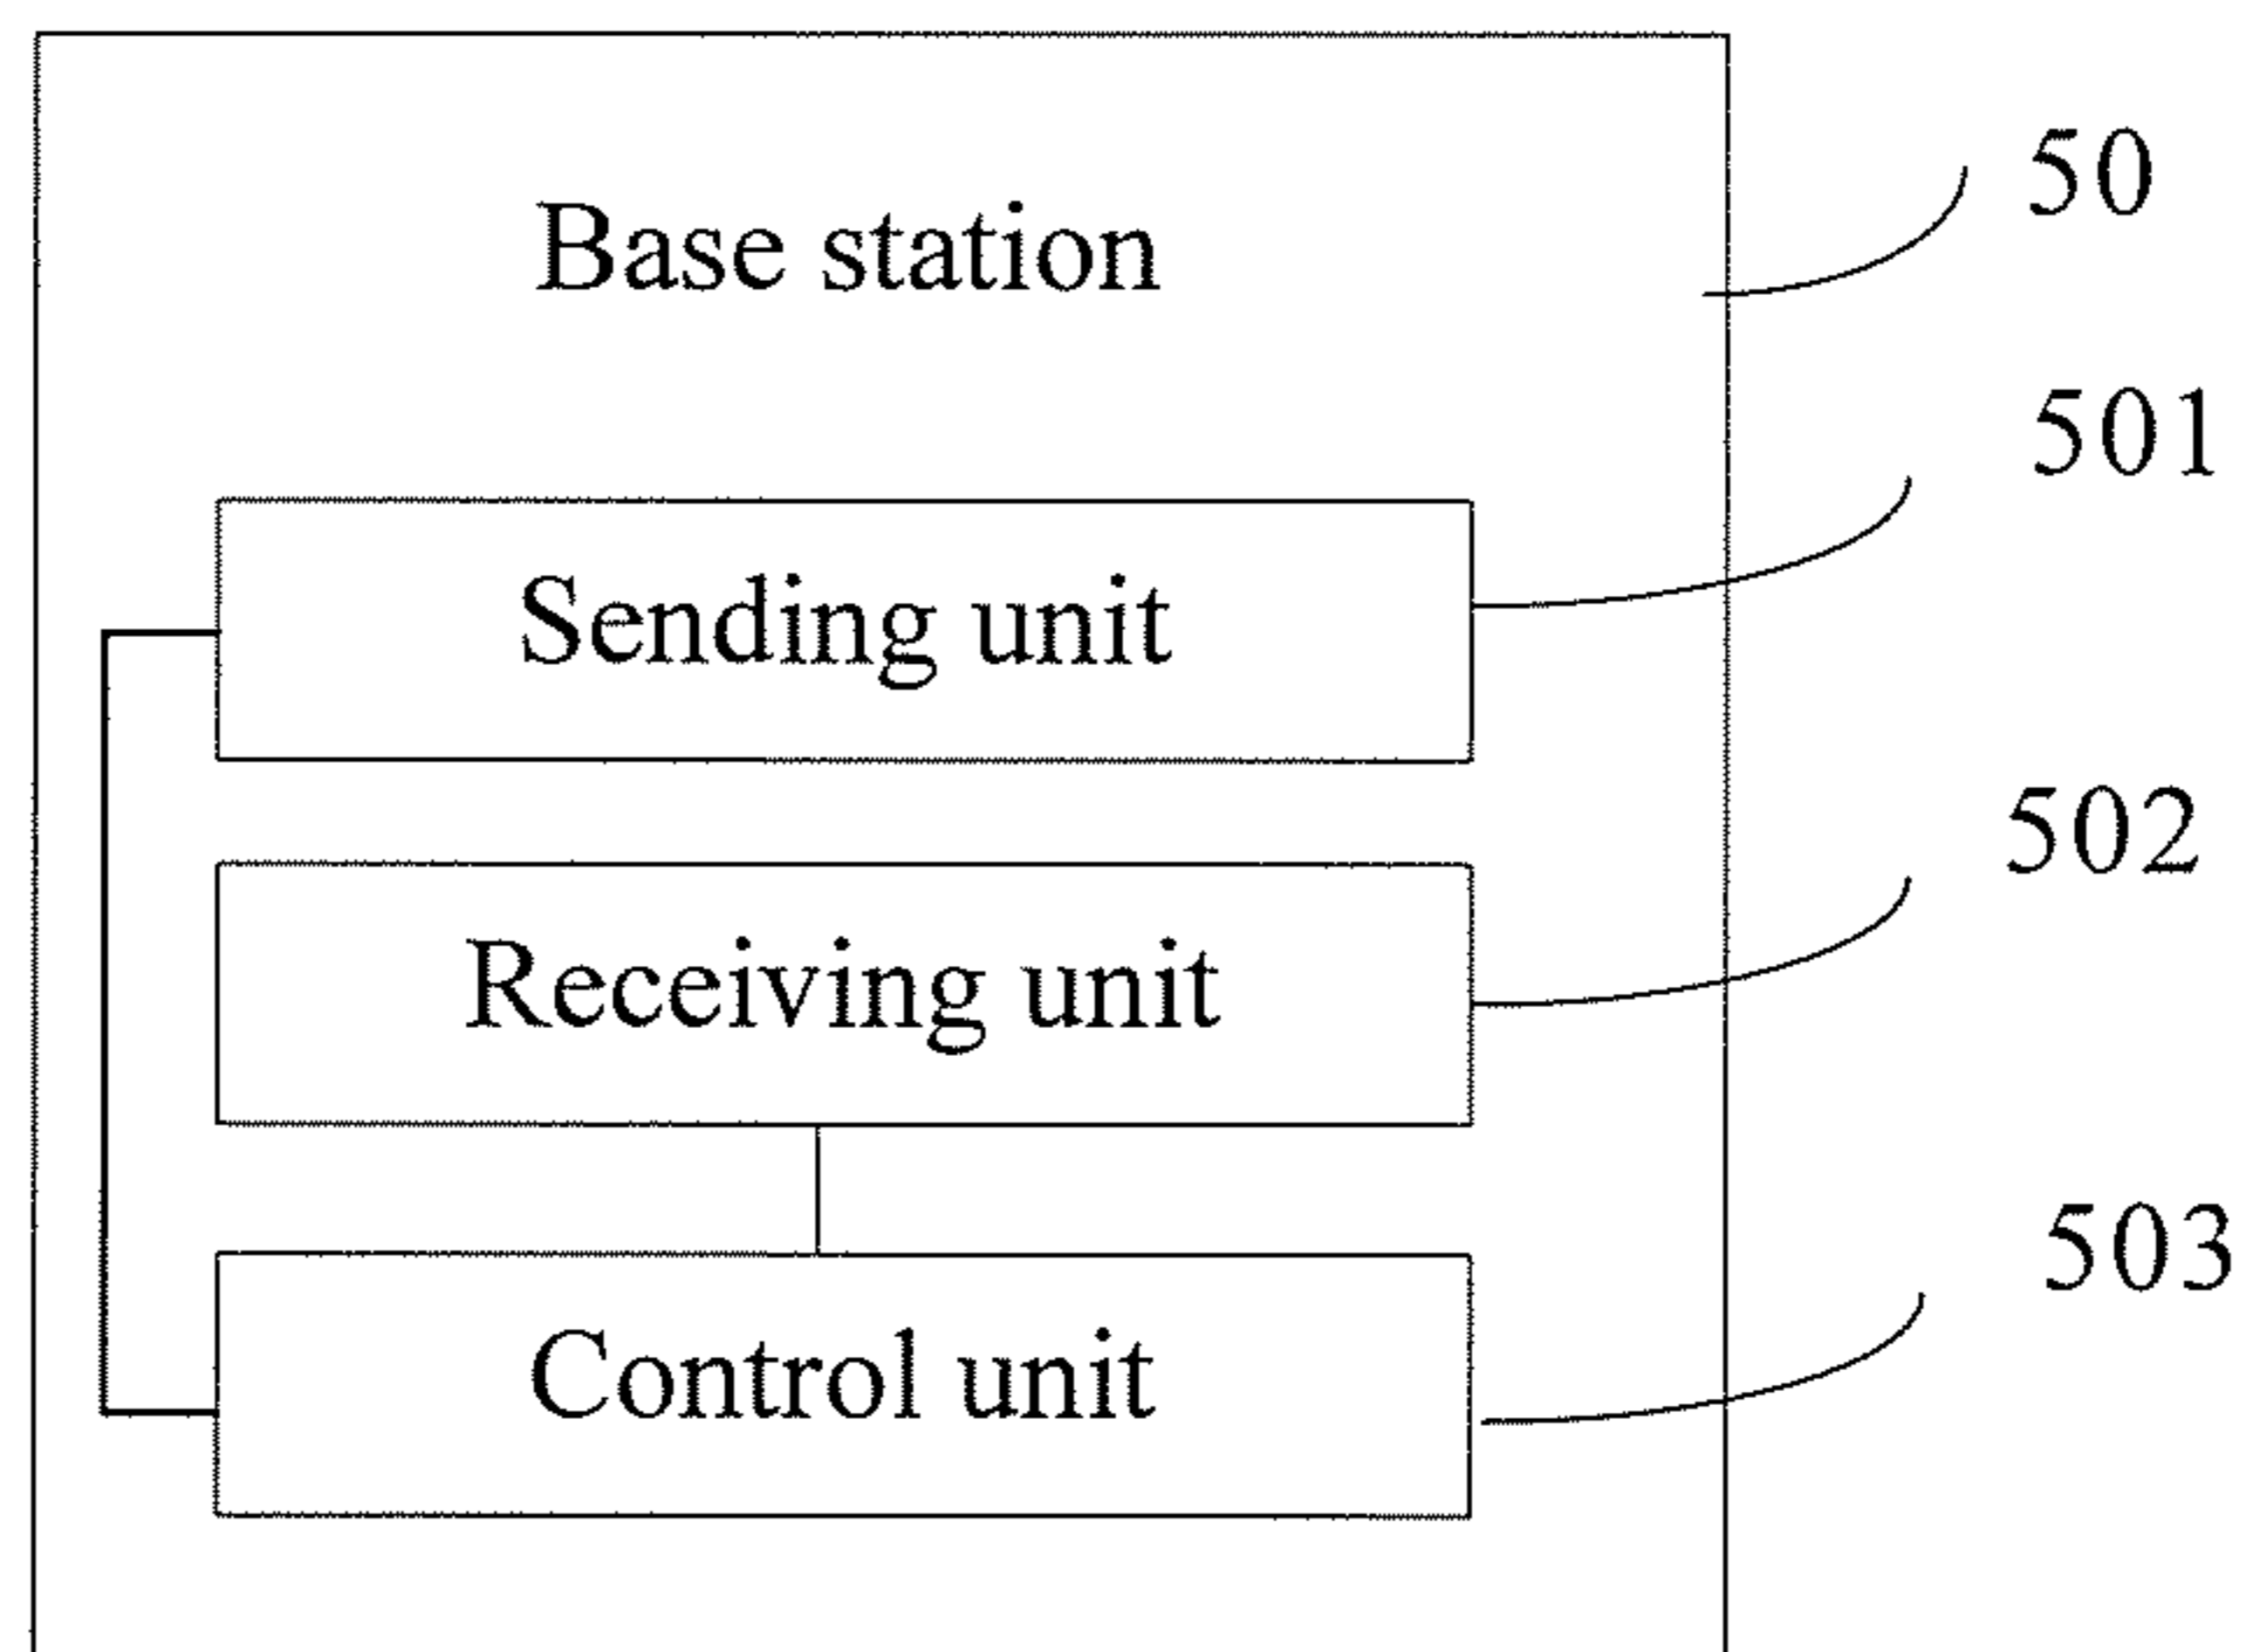 Base station
50
501
Sending unit
502
Receiving unit
503
Control unit